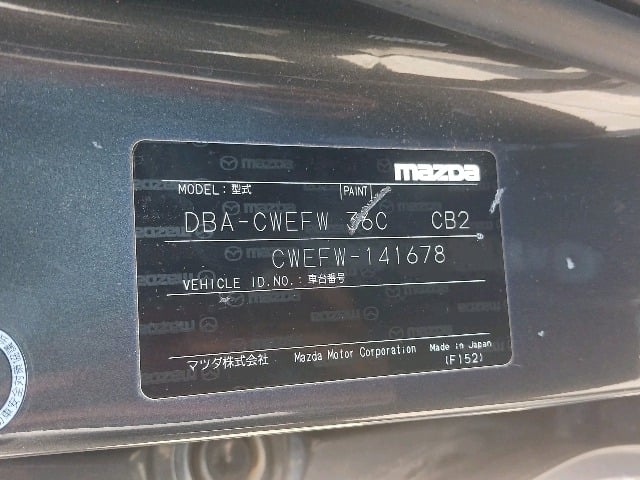 mazda
MODEL: 型式 PAINT
DBA-CWEFW 6C CB2
CWEFW-141678
VEHICLE ID.NO.: 車台番号
マツダ株式会社 Mazda Motor Corporation Made in Japan
(F152)